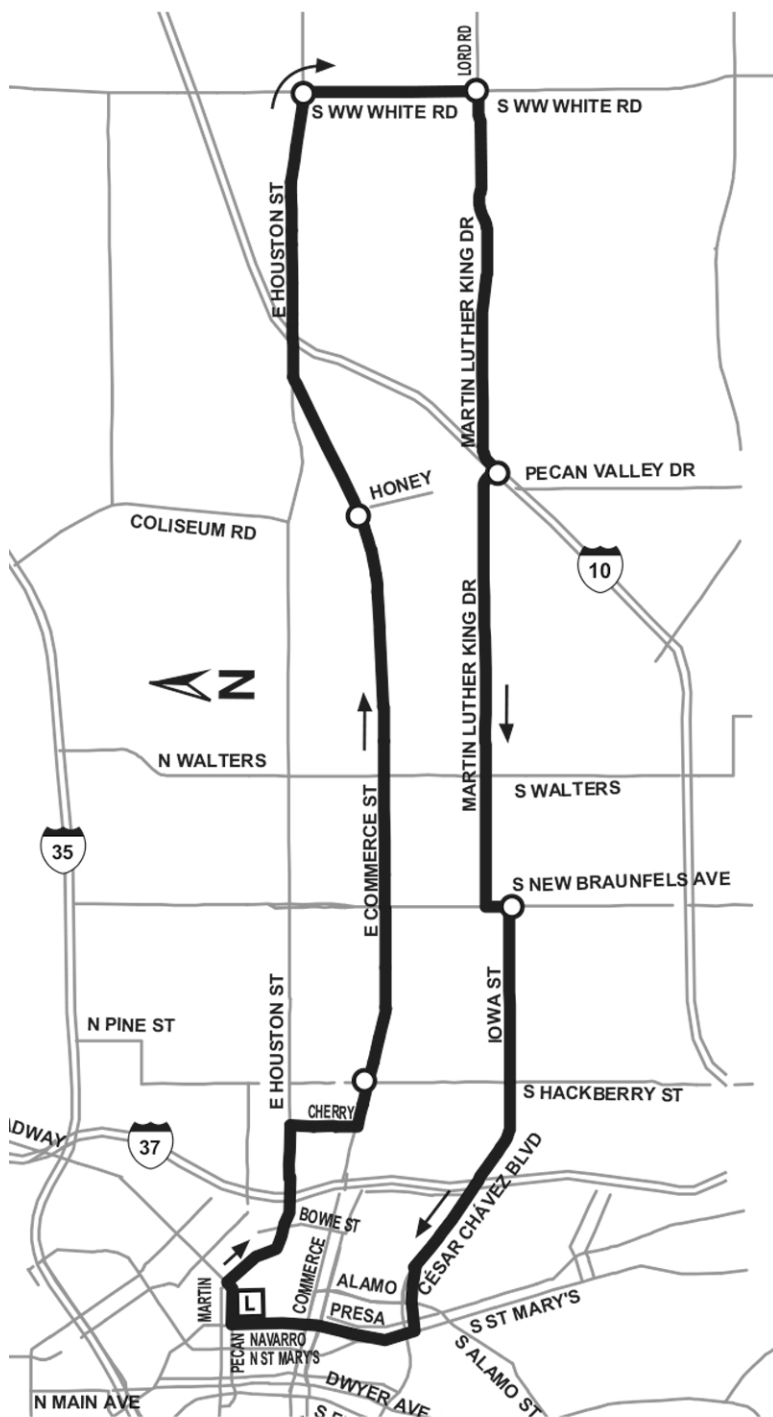 LORD RD
S WW WHITE RD
S WW WHITE RD
E HOUSTON ST
MARTIN LUTHER KING DR
HONEY
PECAN VALLEY DR
COLISEUM RD
10
MARTIN LUTHER KING DR
N
N WALTERS
S WALTERS
35
E COMMERCE ST
S NEW BRAUNFELS AVE
E HOUSTON ST
IOWA ST
N PINE ST
S HACKBERRY ST
CHERRY
ADWAY
37
CÉSAR CHÁVEZ BLVD
BOWIE ST
COMMERCE
ALAMO
MARTIN
L
PRESA
S ST MARY'S
PECAN
NAVARRO
N ST MARY'S
S ALAMO ST
DWYER AVE
N MAIN AVE